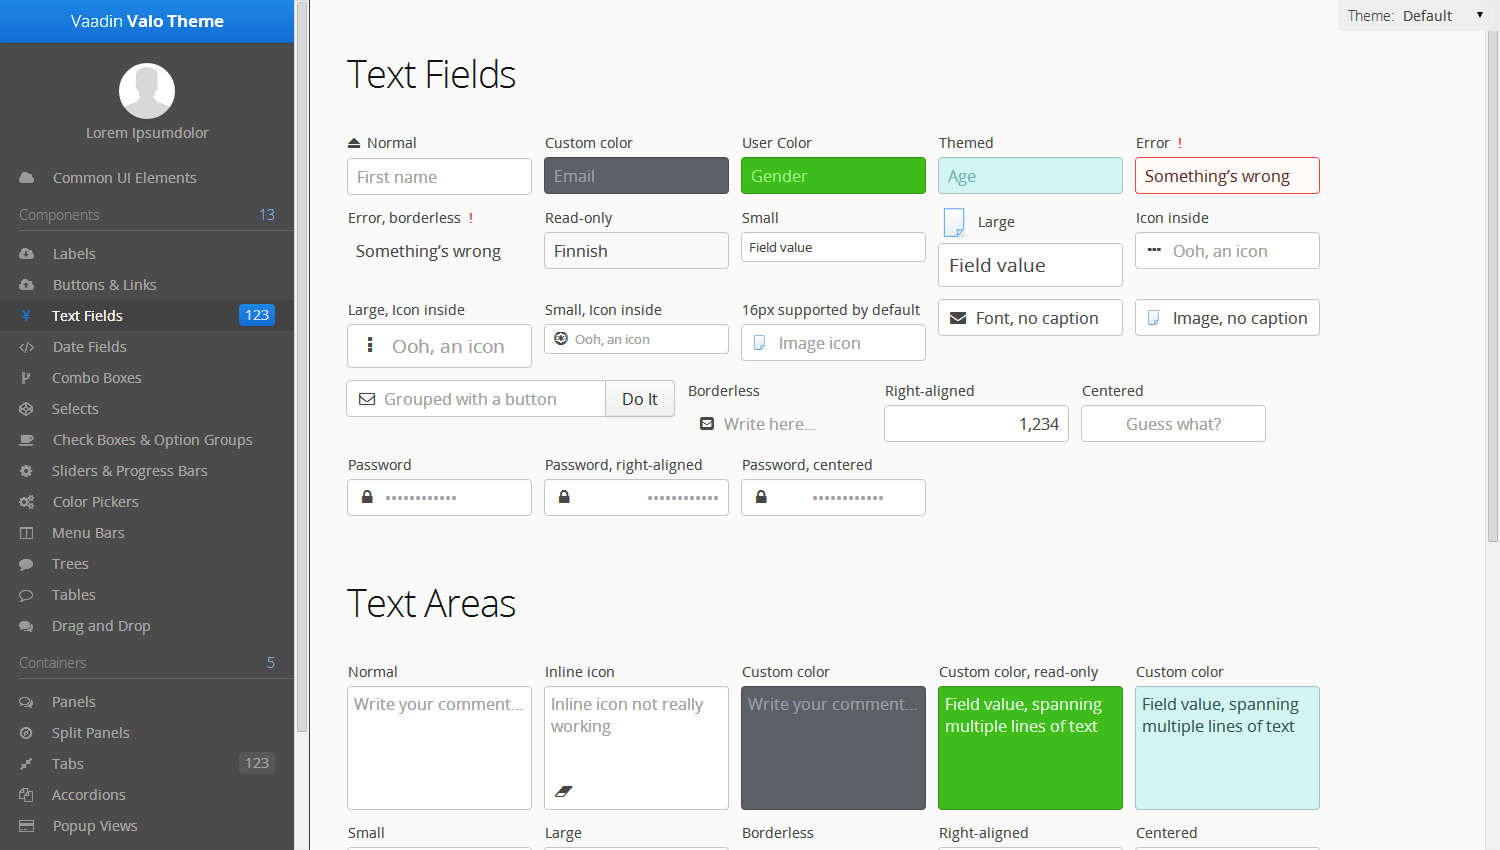 Vaadin Valo Theme
Lorem Ipsumdolor
Common UI Elements
Components 13
Labels
Buttons & Links
Text Fields 123
Date Fields
Combo Boxes
Selects
Check Boxes & Option Groups
Sliders & Progress Bars
Color Pickers
Menu Bars
Trees
Tables
Drag and Drop
Containers 5
Panels
Split Panels
Tabs 123
Accordions
Popup Views
Theme: Default
Text Fields
Normal Custom color User Color Themed Error !
First name Email Gender Age Something's wrong
Error, borderless ! Read-only Small Large Icon inside
Something's wrong Finnish Field value Field value Ooh, an icon
Large, Icon inside Small, Icon inside 16px supported by default
Ooh, an icon Ooh, an icon Image icon Font, no caption Image, no caption
Grouped with a button Do It
Borderless Right-aligned Centered
Write here... 1,234 Guess what?
Password Password, right-aligned Password, centered
•••••••••••• •••••••••••• ••••••••••••
Text Areas
Normal Inline icon Custom color Custom color, read-only Custom color
Write your comment... Inline icon not really Write your comment... Field value, spanning Field value, spanning
working multiple lines of text multiple lines of text
Small Large Borderless Right-aligned Centered